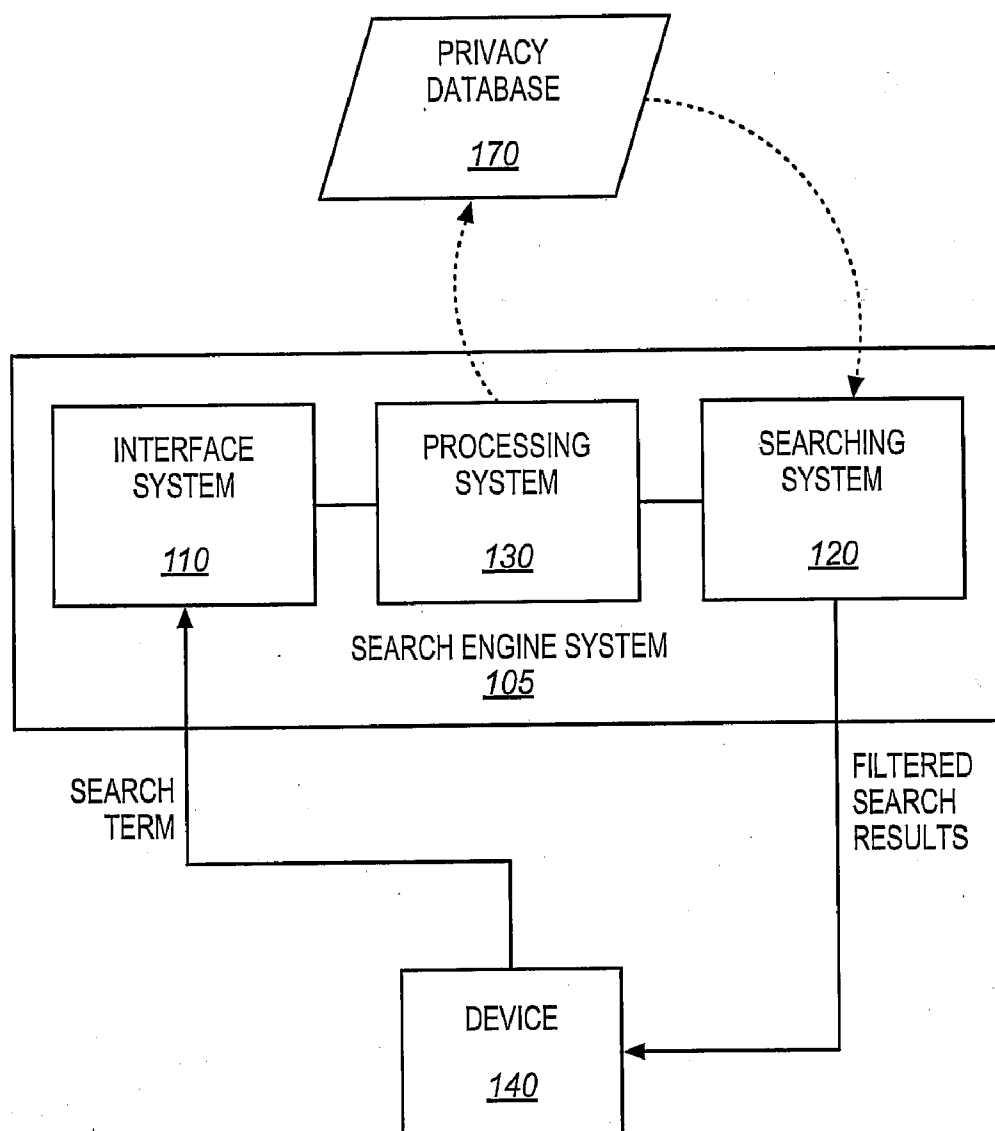 PRIVACY
DATABASE
170
INTERFACE
SYSTEM
110
PROCESSING
SYSTEM
130
SEARCHING
SYSTEM
120
SEARCH ENGINE SYSTEM
105
SEARCH
TERM
FILTERED
SEARCH
RESULTS
DEVICE
140